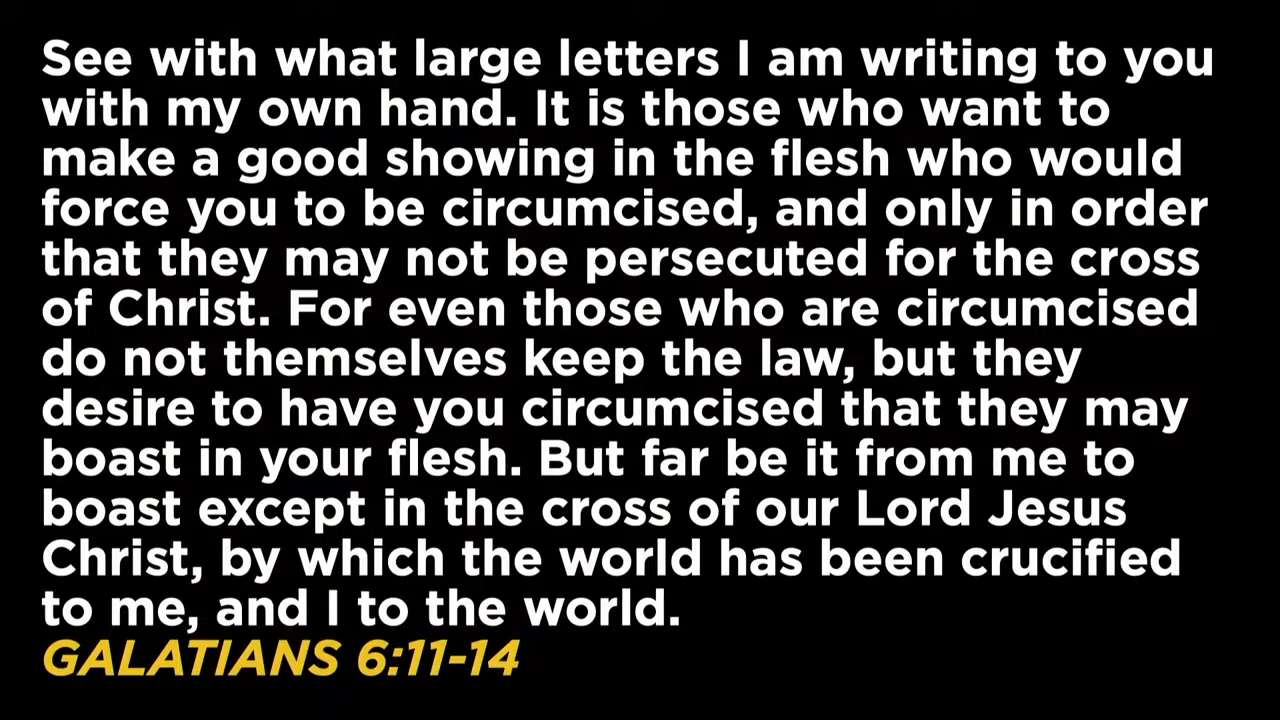 See with what large letters I am writing to you
with my own hand. It is those who want to
make a good showing in the flesh who would
force you to be circumcised, and only in order
that they may not be persecuted for the cross
of Christ. For even those who are circumcised
do not themselves keep the law, but they
desire to have you circumcised that they may
boast in your flesh. But far be it from me to
boast except in the cross of our Lord Jesus
Christ, by which the world has been crucified
to me, and I to the world.
GALATIANS 6:11-14